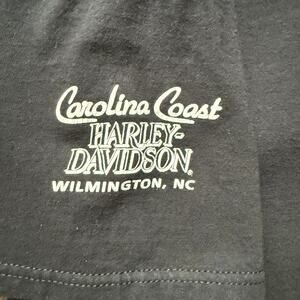 Carolina Coast
HARLEY-
DAVIDSON®
WILMINGTON, NC